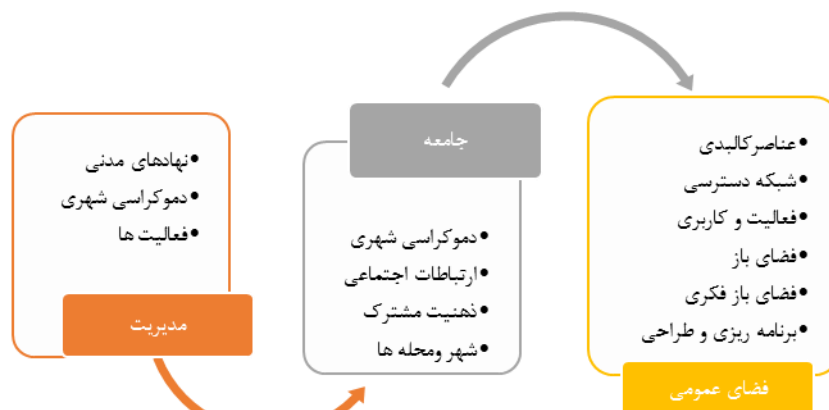 •نهادهای مدنی
•دموکراسی شهری
•فعالیت ها
مدیریت
جامعه
•دموکراسی شهری
•ارتباطات اجتماعی
•ذهنیت مشترک
•شهر ومحله ها
•عناصرکالبدی
•شبکه دسترسی
•فعالیت و کاربری
•فضای باز
•فضای باز فکری
•برنامه ریزی و طراحی
فضای عمومی